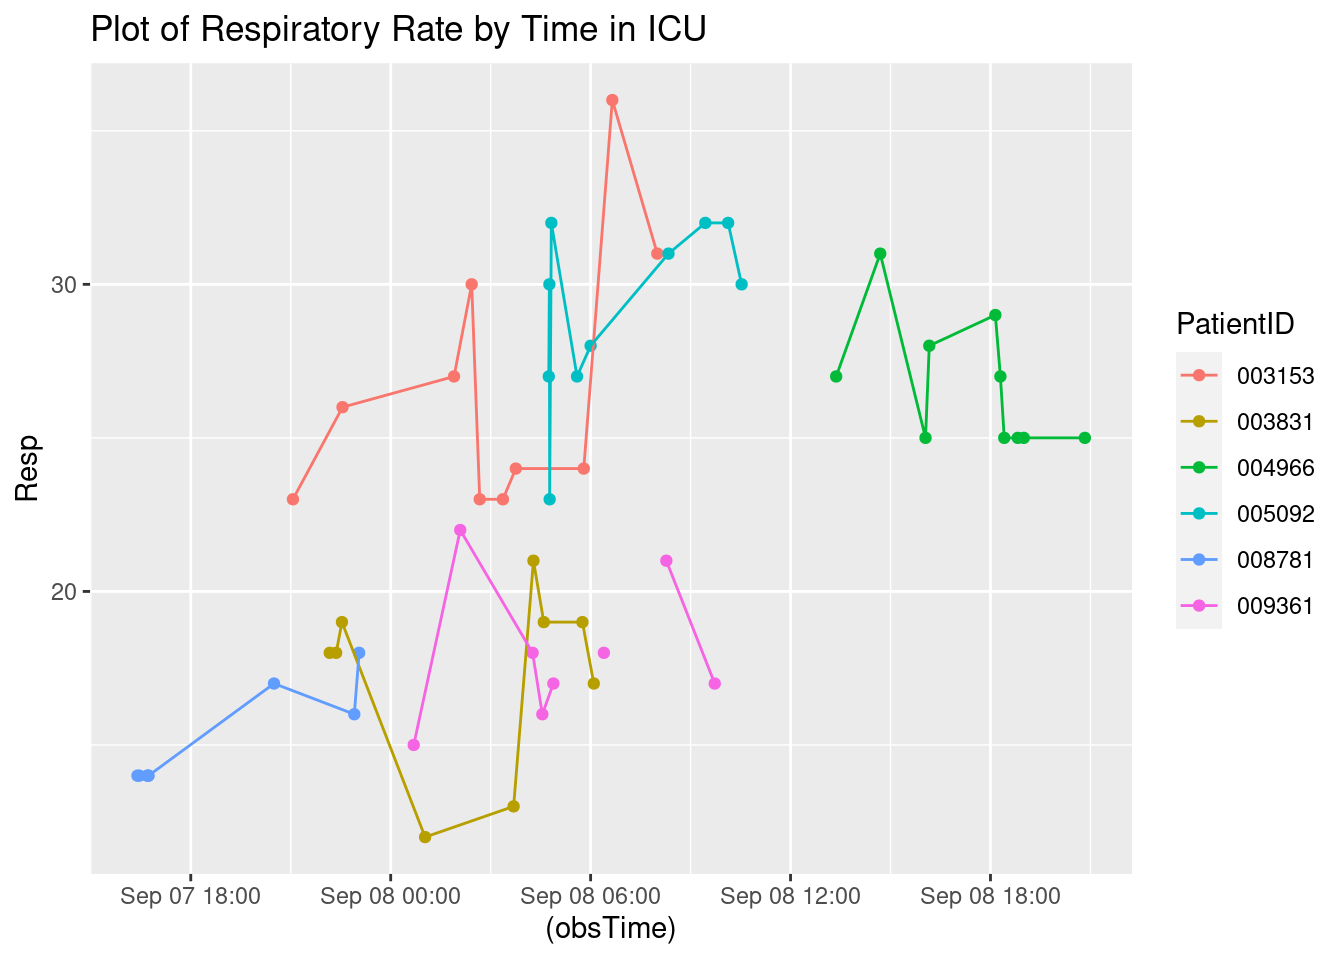 Plot of Respiratory Rate by Time in ICU
Resp
30
20
Sep 07 18:00
Sep 08 00:00
Sep 08 06:00
Sep 08 12:00
Sep 08 18:00
(obsTime)
PatientID
003153
003831
004966
005092
008781
009361